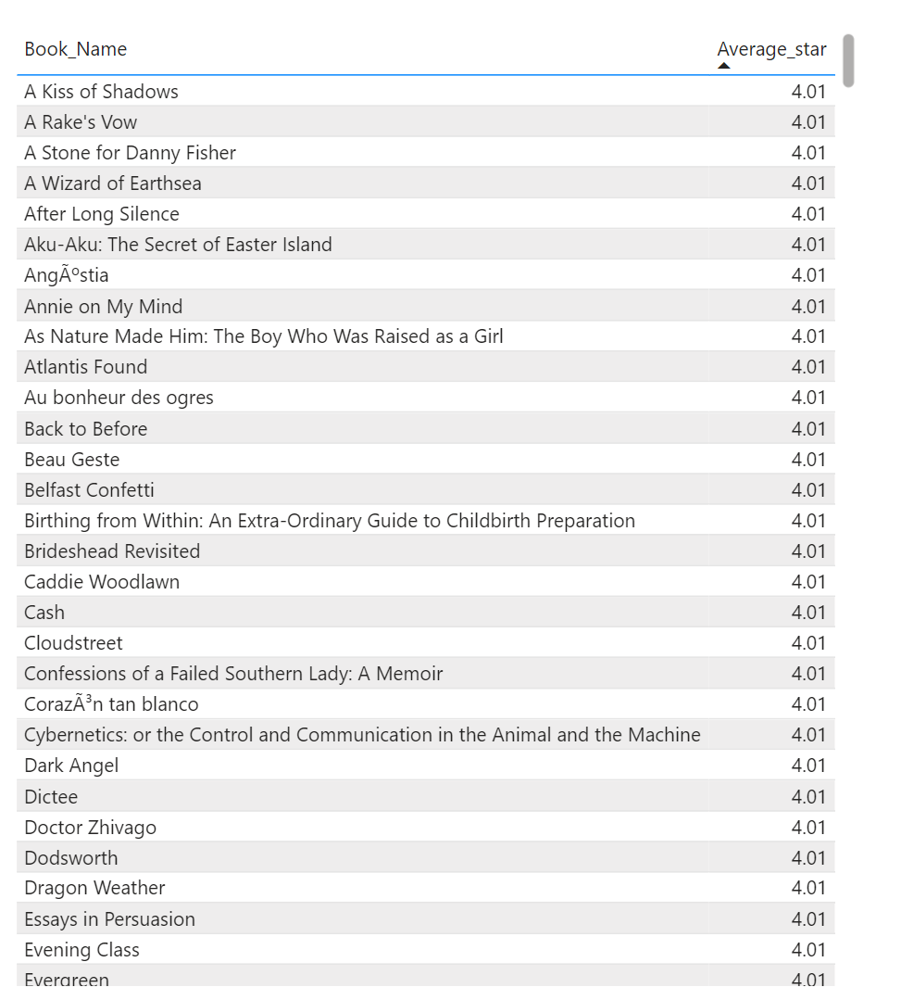 Book_Name Average_star
A Kiss of Shadows 4.01
A Rake's Vow 4.01
A Stone for Danny Fisher 4.01
A Wizard of Earthsea 4.01
After Long Silence 4.01
Aku-Aku: The Secret of Easter Island 4.01
AngÃºstia 4.01
Annie on My Mind 4.01
As Nature Made Him: The Boy Who Was Raised as a Girl 4.01
Atlantis Found 4.01
Au bonheur des ogres 4.01
Back to Before 4.01
Beau Geste 4.01
Belfast Confetti 4.01
Birthing from Within: An Extra-Ordinary Guide to Childbirth Preparation 4.01
Brideshead Revisited 4.01
Caddie Woodlawn 4.01
Cash 4.01
Cloudstreet 4.01
Confessions of a Failed Southern Lady: A Memoir 4.01
CorazÃ³n tan blanco 4.01
Cybernetics: or the Control and Communication in the Animal and the Machine 4.01
Dark Angel 4.01
Dictee 4.01
Doctor Zhivago 4.01
Dodsworth 4.01
Dragon Weather 4.01
Essays in Persuasion 4.01
Evening Class 4.01
Evergreen 4.01